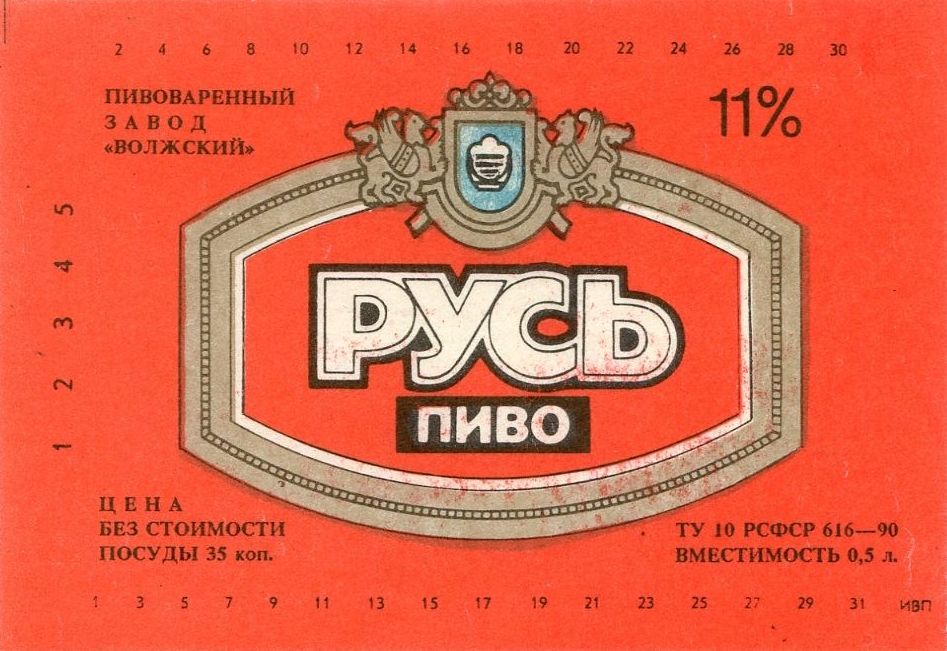 2 4 6 8 10 12 14 16 18 20 22 24 26 28 30
ПИВОВАРЕННЫЙ
ЗАВОД
«ВОЛЖСКИЙ»
11%
5
4
3
2
1
РУСЬ
ПИВО
ЦЕНА
БЕЗ СТОИМОСТИ
ПОСУДЫ 35 коп.
ТУ 10 РСФСР 616—90
ВМЕСТИМОСТЬ 0,5 л.
1 3 5 7 9 11 13 15 17 19 21 23 25 27 29 31 ИВП